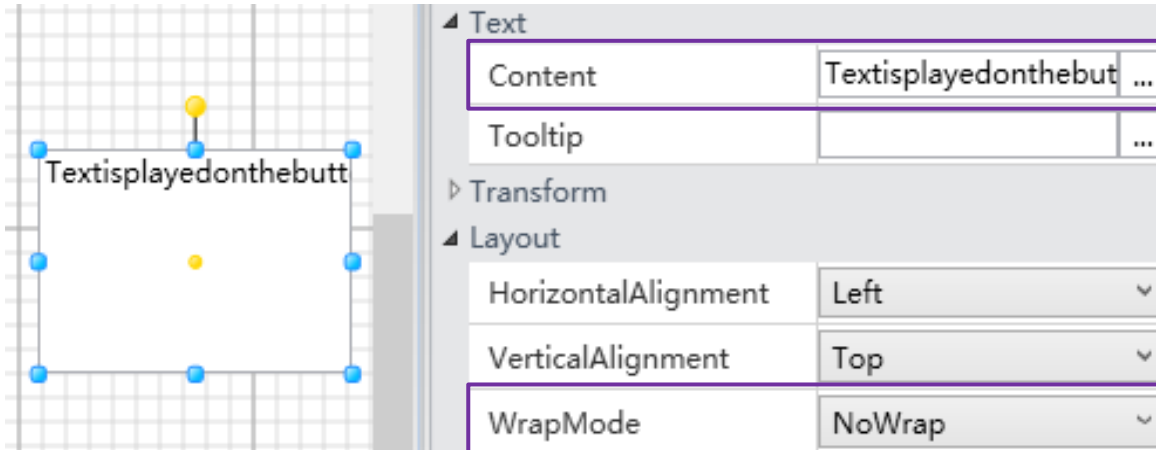 Text
Content Textisplayedonthebut ...
Tooltip ...
Textisplayedonthebutt
Transform
Layout
HorizontalAlignment Left
VerticalAlignment Top
WrapMode NoWrap